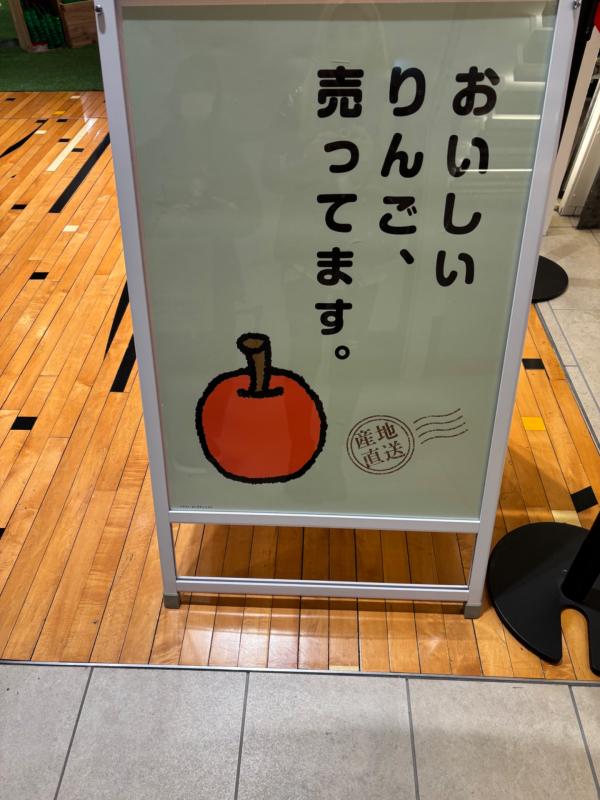 おいしい
りんご、
売ってます。
産地
直送